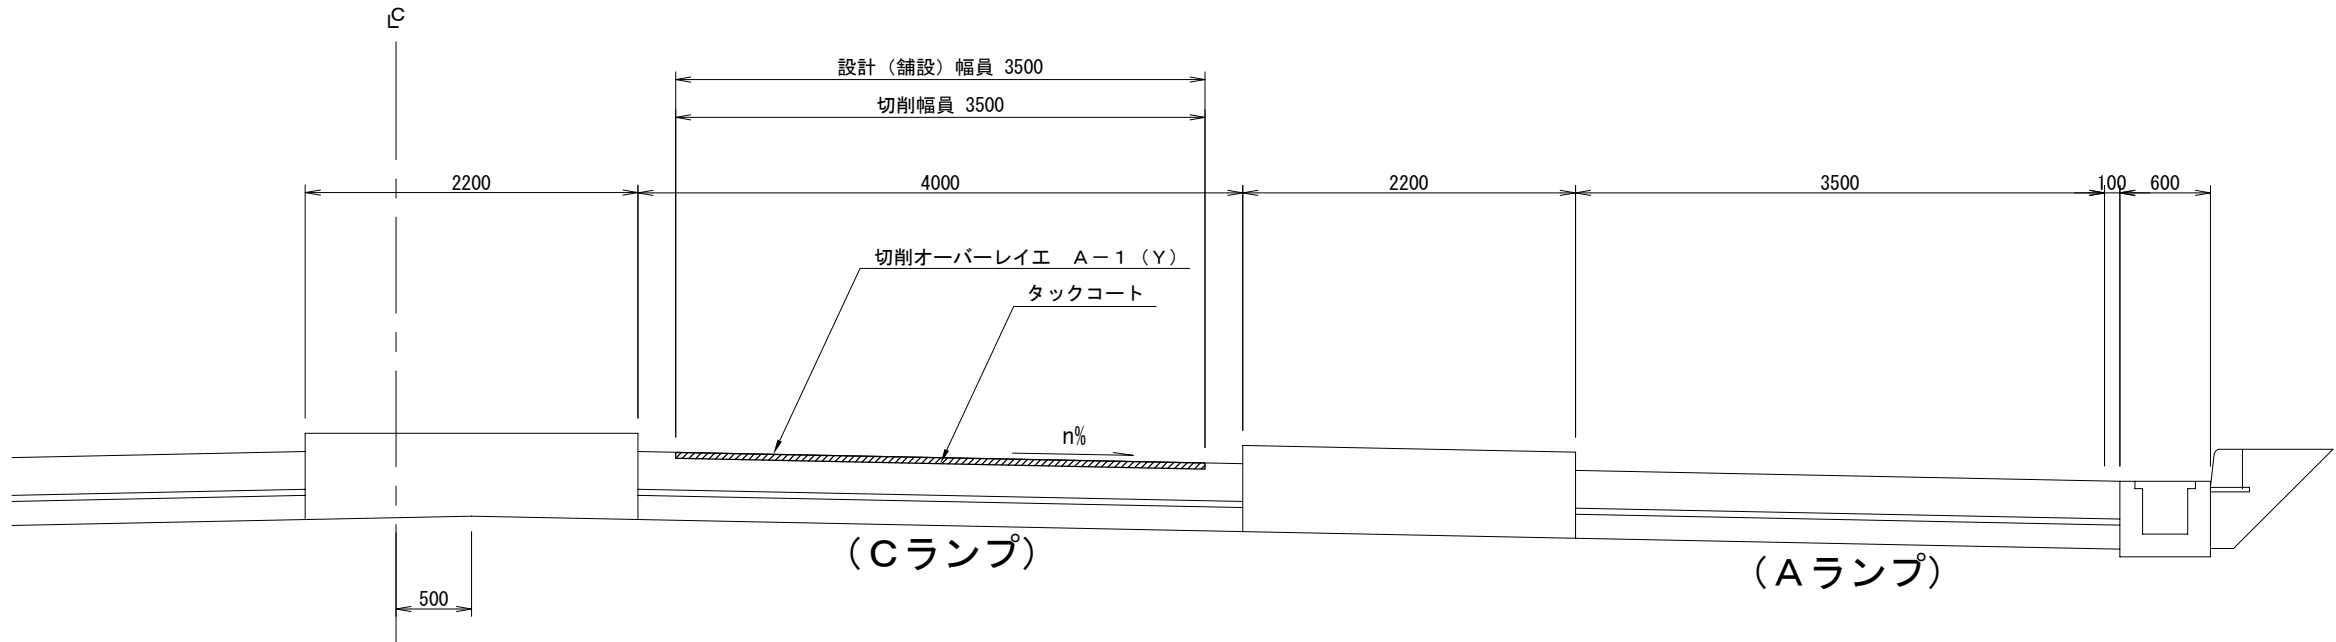 CL
設計（舗設）幅員 3500
切削幅員 3500
2200
4000
2200
3500
100
600
切削オーバーレイエ A－1（Y）
タックコート
n%
（Cランプ）
（Aランプ）
500